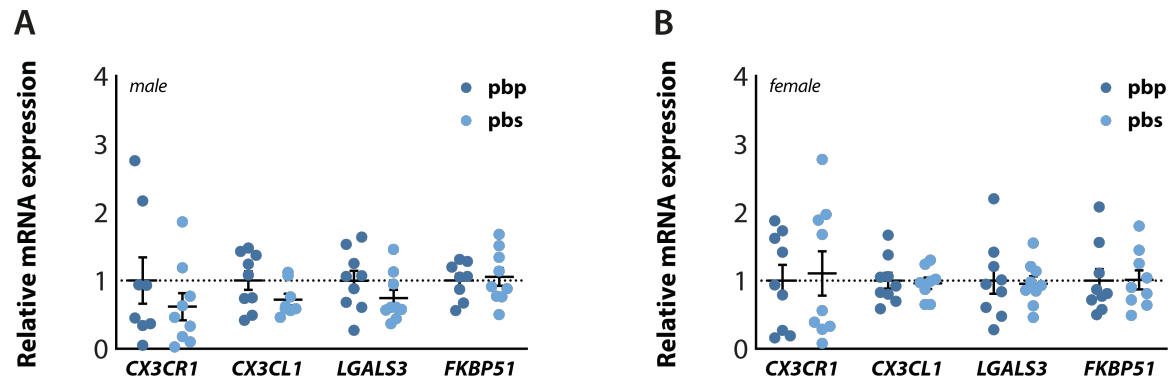 A
Relative mRNA expression
4
3
2
1
0
male
pbp
pbs
CX3CR1 CX3CL1 LGALS3 FKBP51
B
Relative mRNA expression
4
3
2
1
0
female
pbp
pbs
CX3CR1 CX3CL1 LGALS3 FKBP51